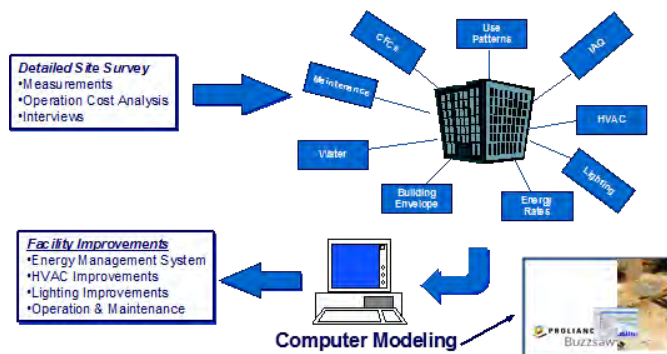 Detailed Site Survey
•Measurements
•Operation Cost Analysis
•Interviews
CFCs
Use
Patterns
IAQ
Maintenance
HVAC
Water
Lighting
Building
Envelope
Energy
Rates
Facility Improvements
•Energy Management System
•HVAC Improvements
•Lighting Improvements
•Operation & Maintenance
Computer Modeling
PROLIANC
Buzzsaw